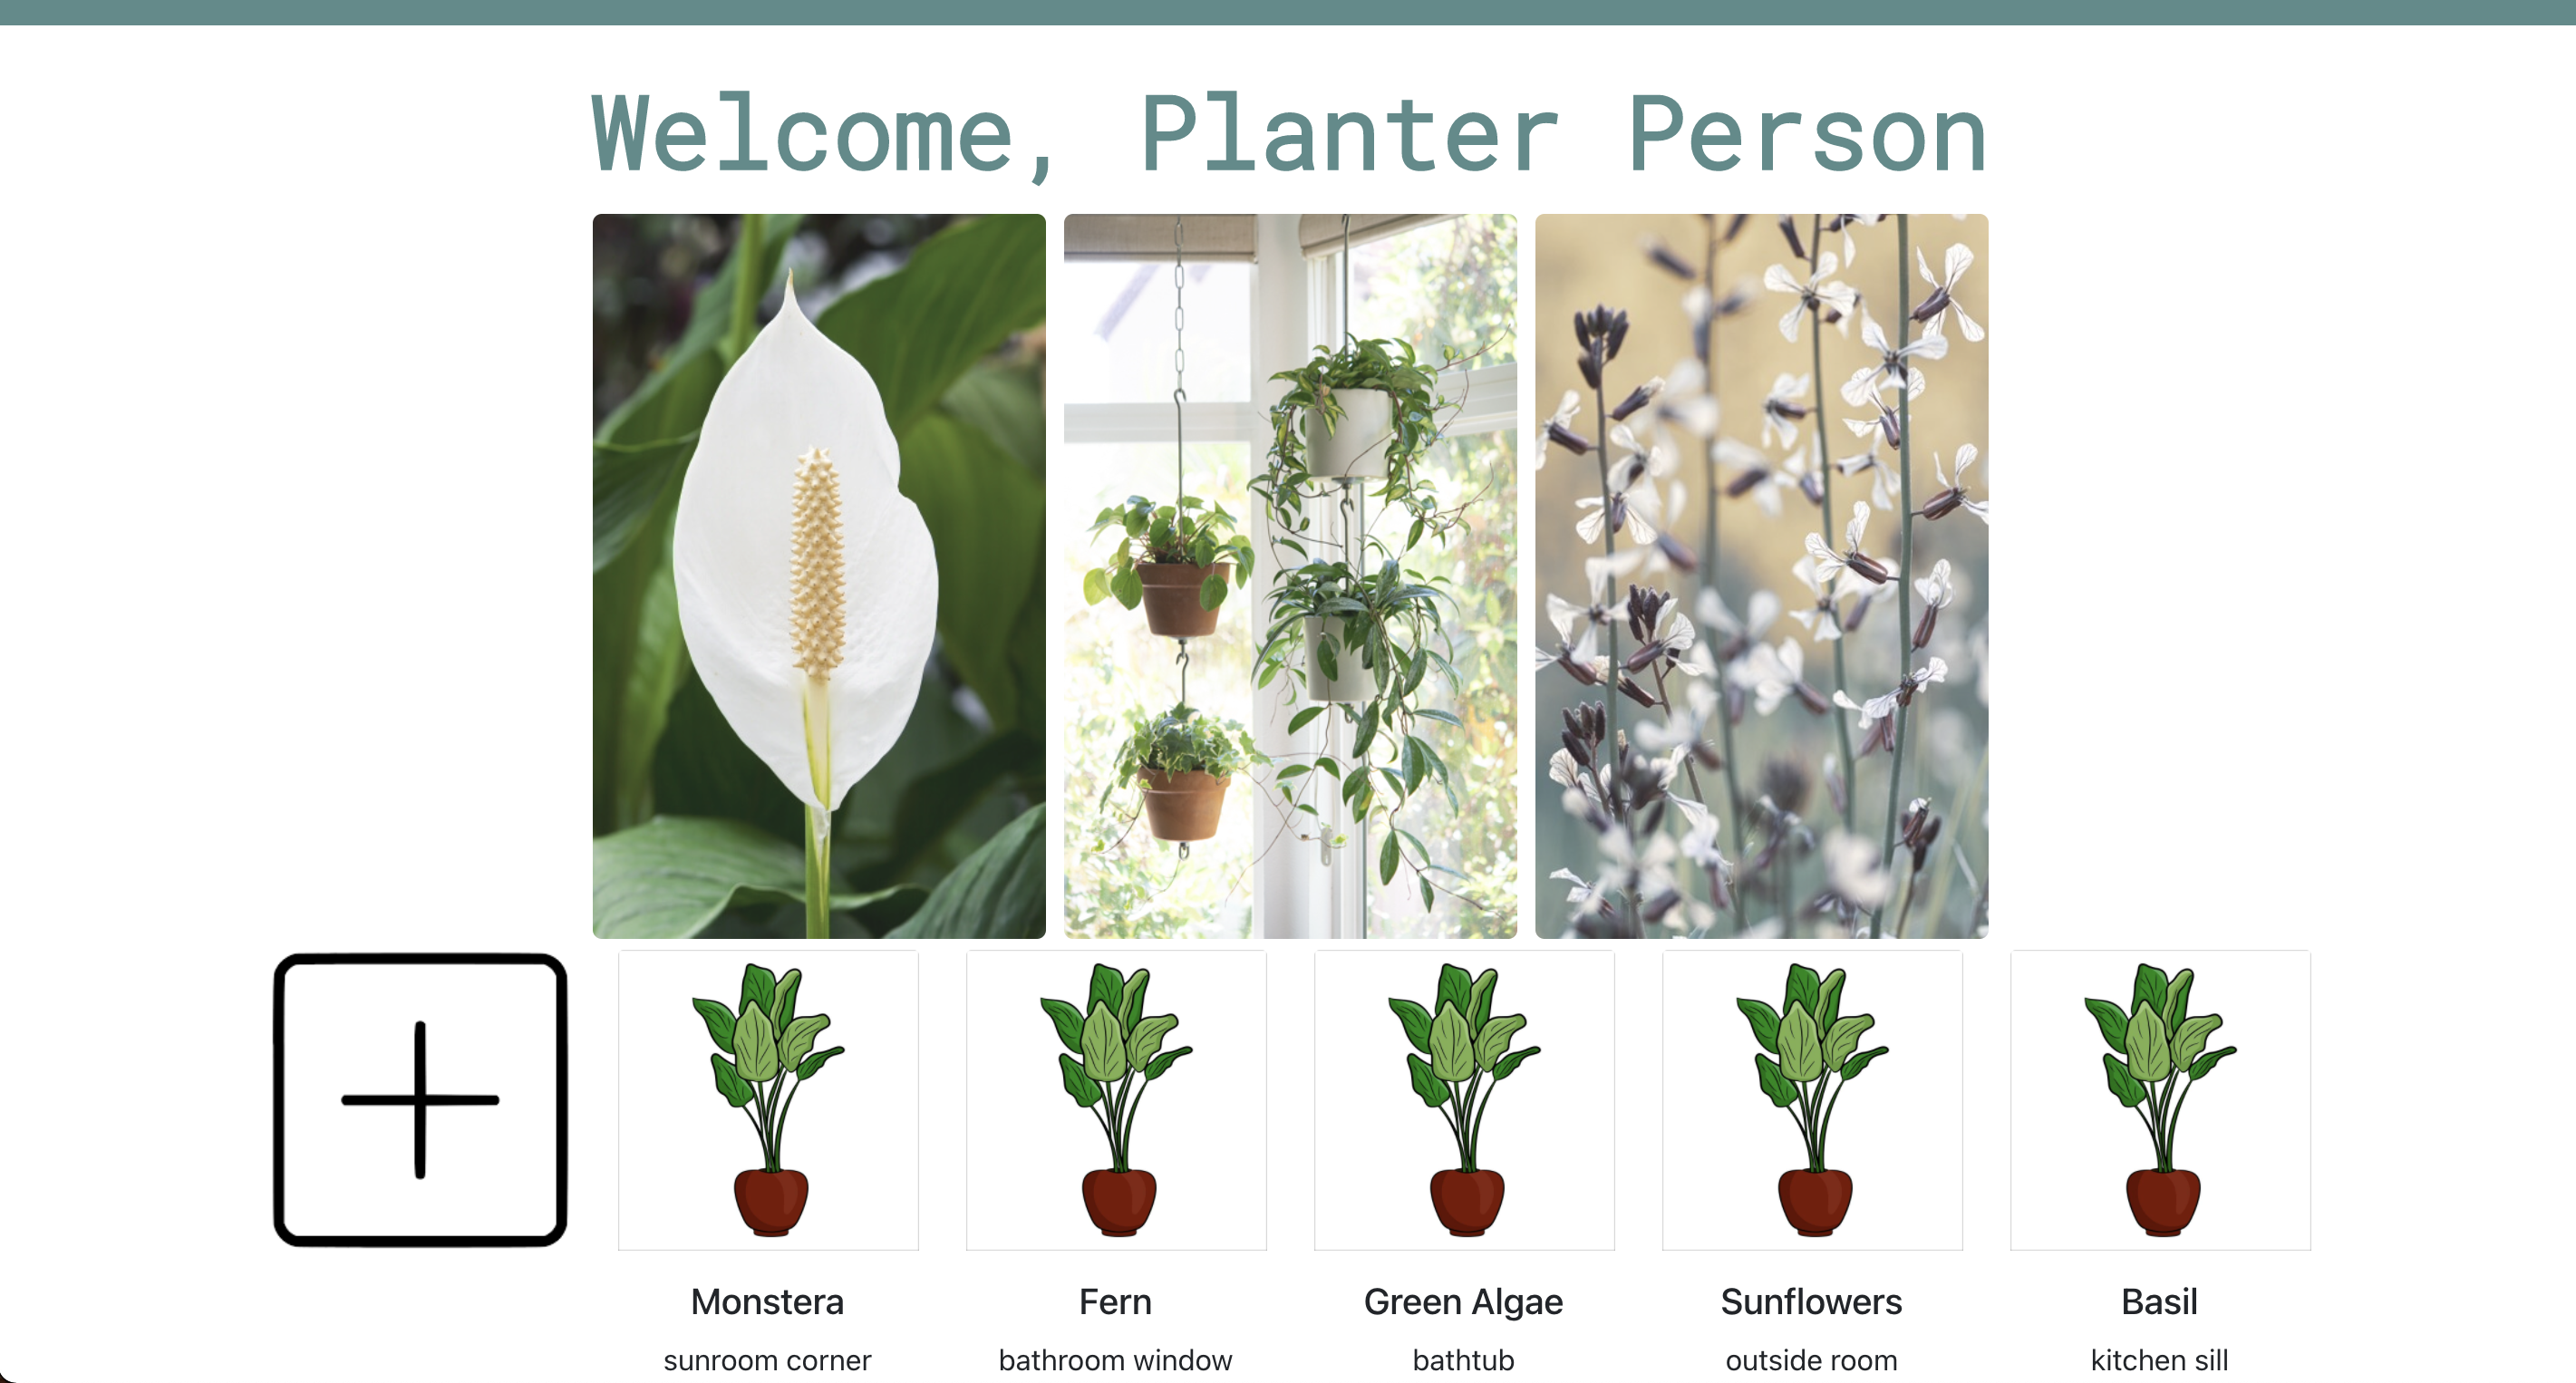 Welcome, Planter Person
Monstera
sunroom corner
Fern
bathroom window
Green Algae
bathtub
Sunflowers
outside room
Basil
kitchen sill